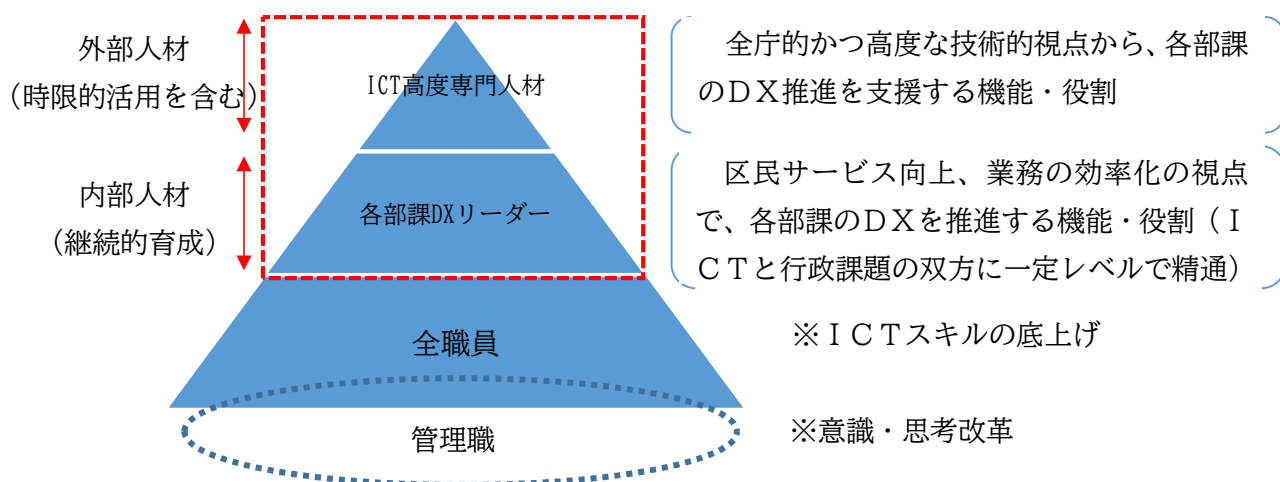 外部人材
(時限的活用を含む)
ICT高度専門人材
全庁的かつ高度な技術的視点から、各部課
のDX推進を支援する機能・役割
内部人材
(継続的育成)
各部課DXリーダー
区民サービス向上、業務の効率化の視点
で、各部課のDXを推進する機能・役割(I
CTと行政課題の双方に一定レベルで精通)
全職員
※ICTスキルの底上げ
管理職
※意識・思考改革